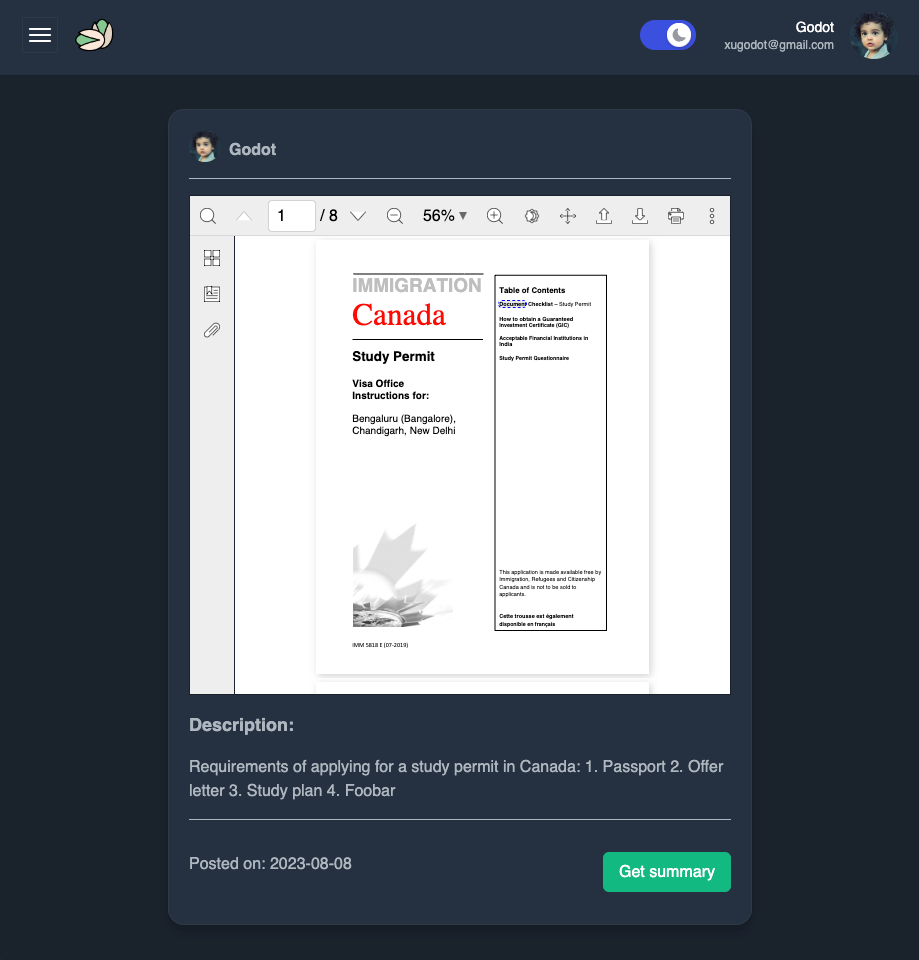 Godot
xugodot@gmail.com
Godot
1 / 8
56%
IMMIGRATION
Canada
Study Permit
Visa Office
Instructions for:
Bengaluru (Bangalore),
Chandigarh, New Delhi
IMM 5818 E (07-2019)
Table of Contents
Document Checklist – Study Permit
How to obtain a Guaranteed
Investment Certificate (GIC)
Acceptable Financial Institutions in
India
Study Permit Questionnaire
This application is made available free by
Immigration, Refugees and Citizenship
Canada and is not to be sold to
applicants.
Cette trousse est également
disponible en français
Description:
Requirements of applying for a study permit in Canada: 1. Passport 2. Offer
letter 3. Study plan 4. Foobar
Posted on: 2023-08-08
Get summary